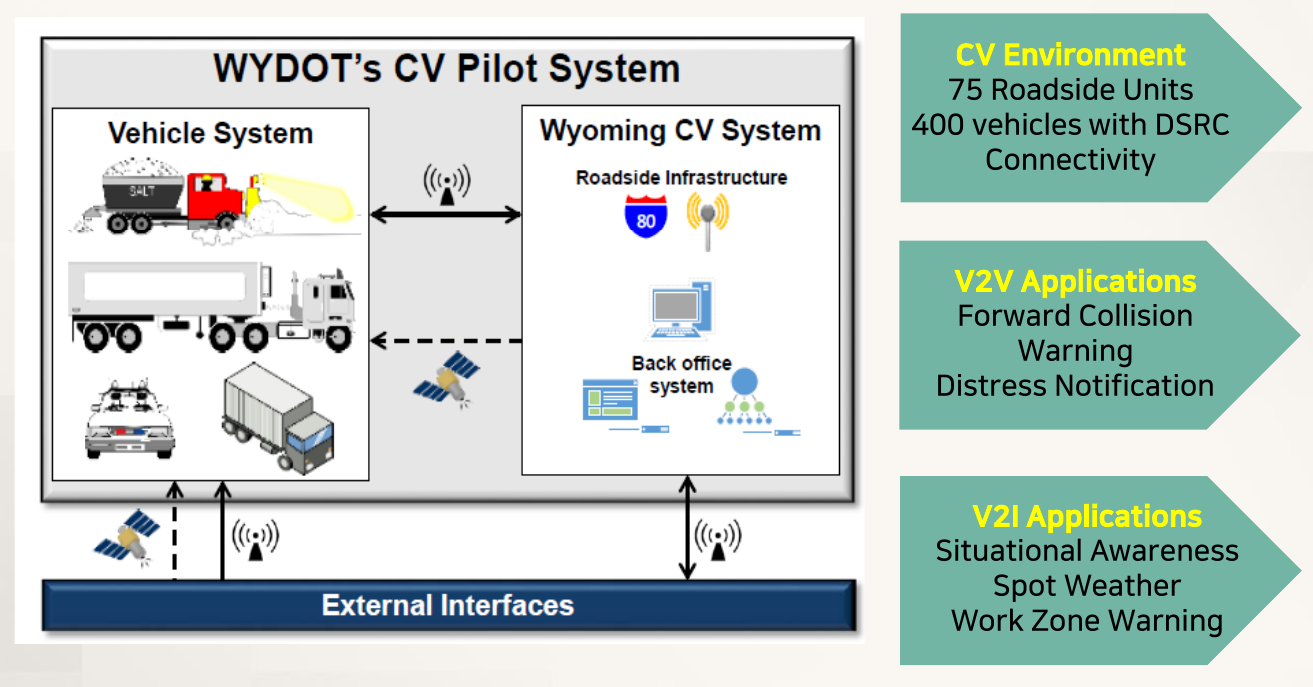 WYDOT's CV Pilot System
Vehicle System
SALT
Wyoming CV System
Roadside Infrastructure
80
Back office
system
External Interfaces
CV Environment
75 Roadside Units
400 vehicles with DSRC
Connectivity
V2V Applications
Forward Collision
Warning
Distress Notification
V2I Applications
Situational Awareness
Spot Weather
Work Zone Warning